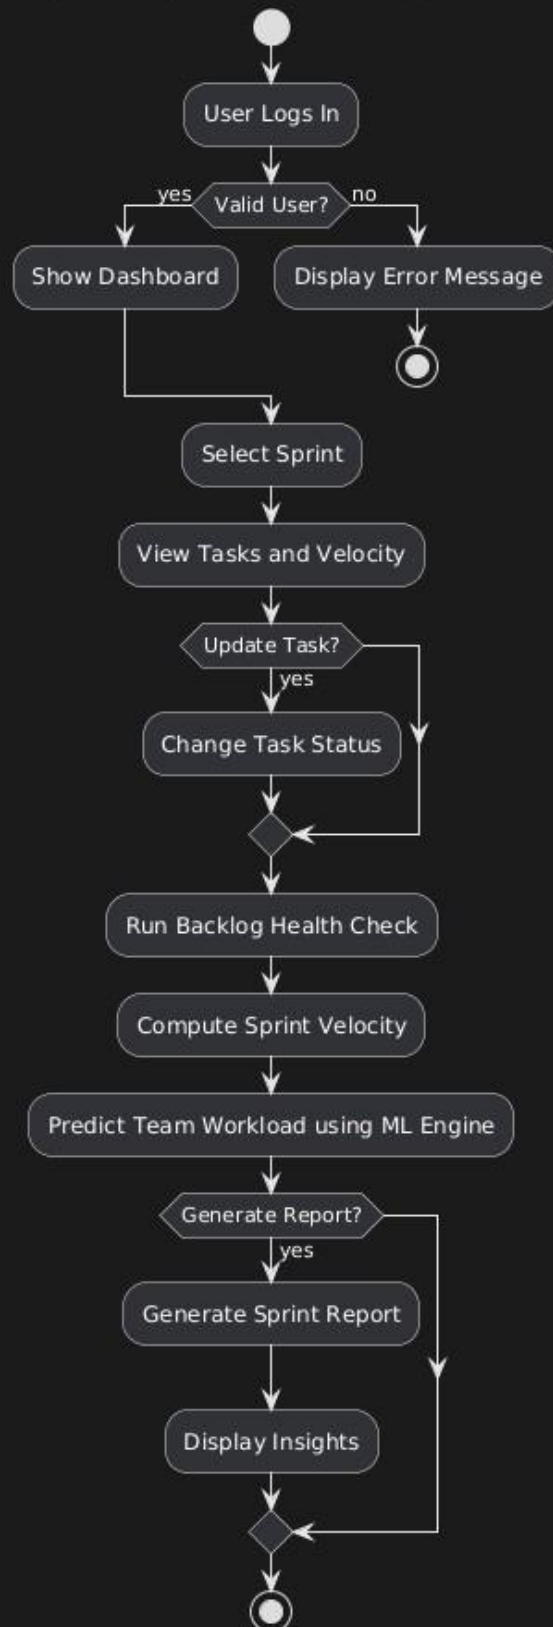 User Logs In
yes
Valid User?
no
Show Dashboard
Display Error Message
Select Sprint
View Tasks and Velocity
Update Task?
yes
Change Task Status
Run Backlog Health Check
Compute Sprint Velocity
Predict Team Workload using ML Engine
Generate Report?
yes
Generate Sprint Report
Display Insights